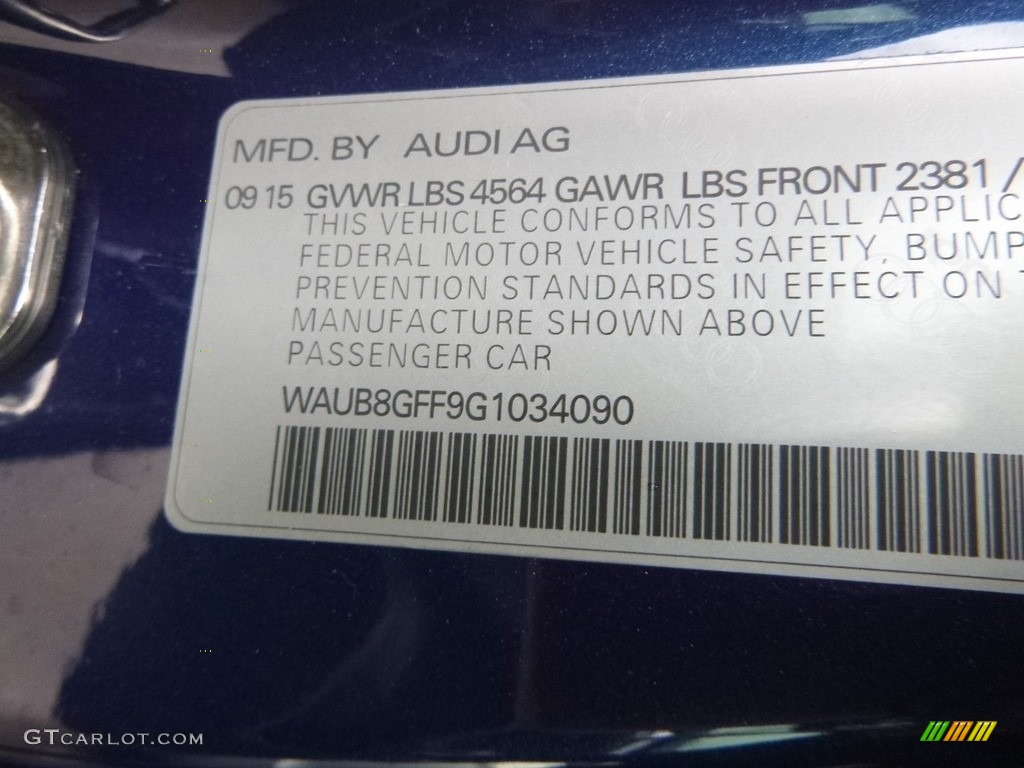 MFD. BY AUDI AG
09 15 GVWR LBS 4564 GAWR LBS FRONT 2381 /
THIS VEHICLE CONFORMS TO ALL APPLIC
FEDERAL MOTOR VEHICLE SAFETY, BUMP
PREVENTION STANDARDS IN EFFECT ON T
MANUFACTURE SHOWN ABOVE
PASSENGER CAR
WAUB8GFF9G1034090
GTCARLOT.COM